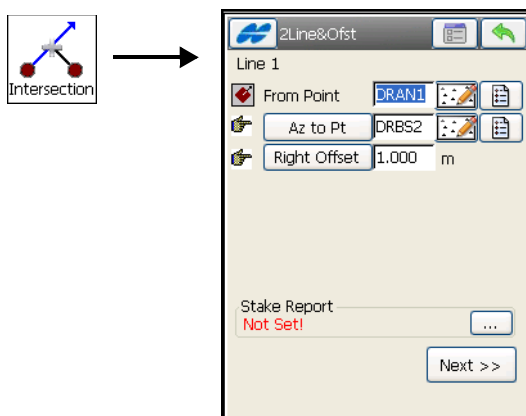 Intersection
2Line&Ofst
Line 1
From Point DRAN1
Az to Pt DRBS2
Right Offset 1.000 m
Stake Report
Not Set!
...
Next >>